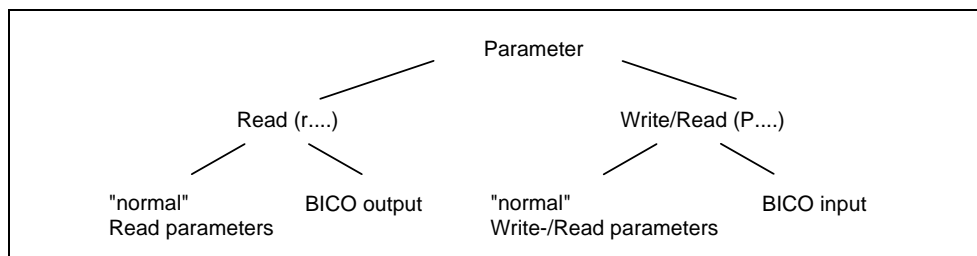 Parameter
Read (r....) Write/Read (P....)
"normal" BICO output "normal" BICO input
Read parameters Write-/Read parameters